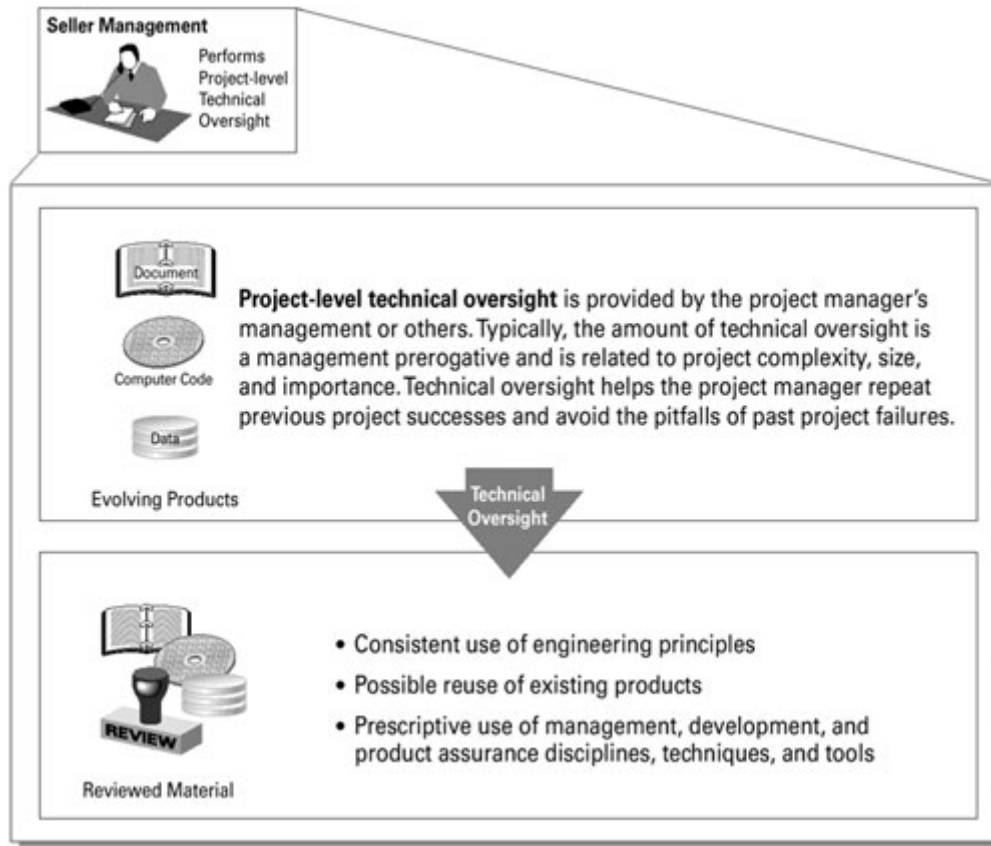 Seller Management
Performs
Project-level
Technical
Oversight
Document
Computer Code
Data
Evolving Products
Project-level technical oversight is provided by the project manager's
management or others. Typically, the amount of technical oversight is
a management prerogative and is related to project complexity, size,
and importance. Technical oversight helps the project manager repeat
previous project successes and avoid the pitfalls of past project failures.
Technical
Oversight
REVIEW
Reviewed Material
• Consistent use of engineering principles
• Possible reuse of existing products
• Prescriptive use of management, development, and
product assurance disciplines, techniques, and tools